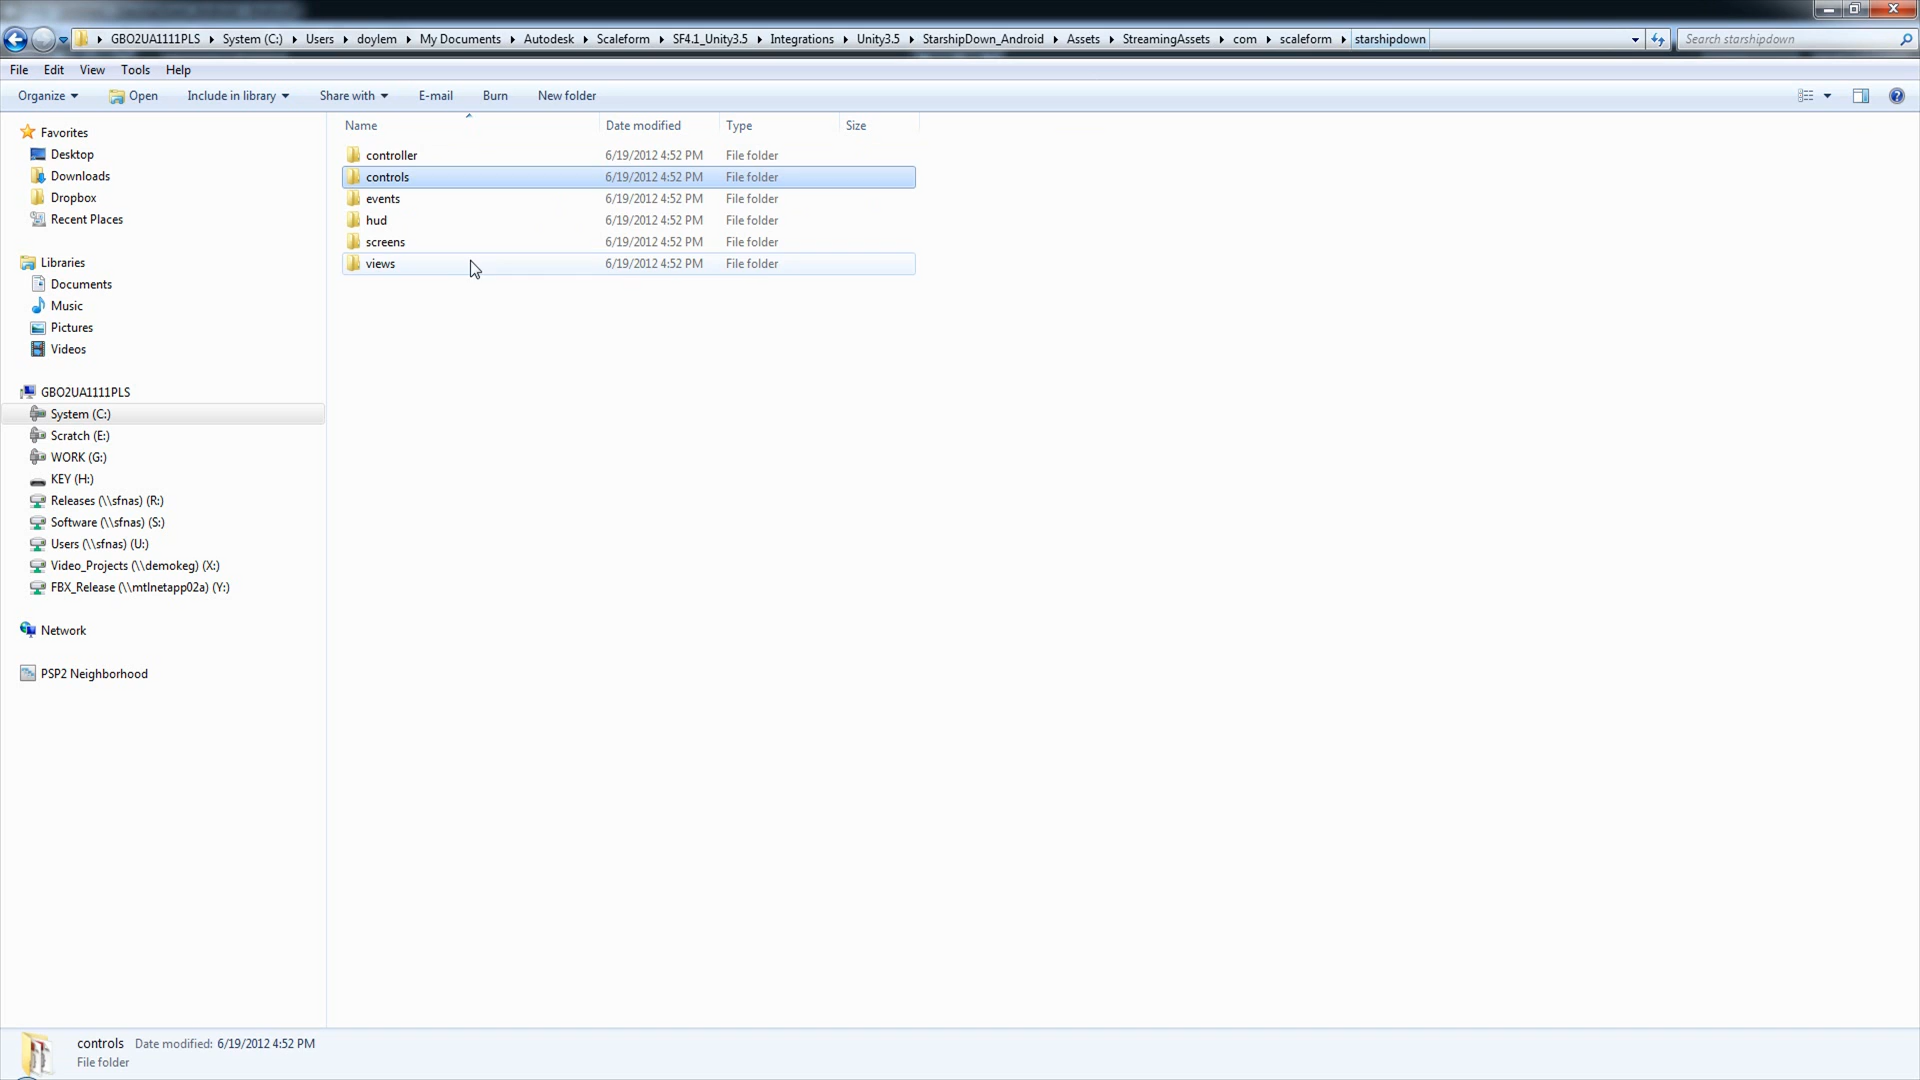 GBO2UA1111PLS System (C:) Users doylem My Documents Autodesk Scaleform SF4.1_Unity3.5 Integrations Unity3.5 StarshipDown_Android Assets StreamingAssets com scaleform starshipdown Search starshipdown
File Edit View Tools Help
Organize Open Include in library Share with E-mail Burn New folder
Name Date modified Type Size
controller 6/19/2012 4:52 PM File folder
controls 6/19/2012 4:52 PM File folder
events 6/19/2012 4:52 PM File folder
hud 6/19/2012 4:52 PM File folder
screens 6/19/2012 4:52 PM File folder
views 6/19/2012 4:52 PM File folder
Favorites
Desktop
Downloads
Dropbox
Recent Places
Libraries
Documents
Music
Pictures
Videos
GBO2UA1111PLS
System (C:)
Scratch (E:)
WORK (G:)
KEY (H:)
Releases (\\sfnas) (R:)
Software (\\sfnas) (S:)
Users (\\sfnas) (U:)
Video_Projects (\\demokeg) (X:)
FBX_Release (\\mtlnetapp02a) (Y:)
Network
PSP2 Neighborhood
controls Date modified: 6/19/2012 4:52 PM
File folder